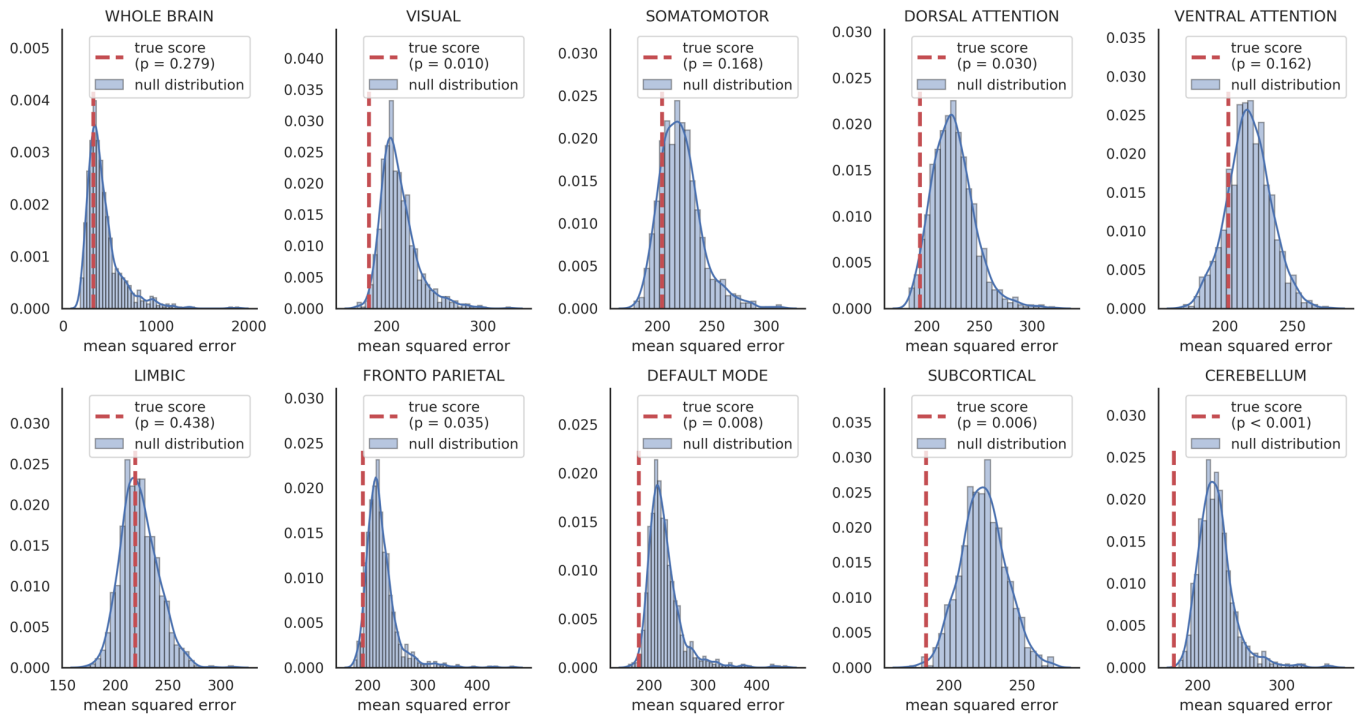 WHOLE BRAIN
0.005
0.004
0.003
0.002
0.001
0.000
true score
(p = 0.279)
null distribution
0 1000 2000
mean squared error
VISUAL
0.040
0.035
0.030
0.025
0.020
0.015
0.010
0.005
0.000
true score
(p = 0.010)
null distribution
200 300
mean squared error
SOMATOMOTOR
0.030
0.025
0.020
0.015
0.010
0.005
0.000
true score
(p = 0.168)
null distribution
200 250 300
mean squared error
DORSAL ATTENTION
0.030
0.025
0.020
0.015
0.010
0.005
0.000
true score
(p = 0.030)
null distribution
200 250 300
mean squared error
VENTRAL ATTENTION
0.035
0.030
0.025
0.020
0.015
0.010
0.005
0.000
true score
(p = 0.162)
null distribution
200 250
mean squared error
LIMBIC
0.030
0.025
0.020
0.015
0.010
0.005
0.000
true score
(p = 0.438)
null distribution
150 200 250 300
mean squared error
FRONTO PARIETAL
0.030
0.025
0.020
0.015
0.010
0.005
0.000
true score
(p = 0.035)
null distribution
200 300 400
mean squared error
DEFAULT MODE
0.025
0.020
0.015
0.010
0.005
0.000
true score
(p = 0.008)
null distribution
200 300 400
mean squared error
SUBCORTICAL
0.035
0.030
0.025
0.020
0.015
0.010
0.005
0.000
true score
(p = 0.006)
null distribution
200 250
mean squared error
CEREBELLUM
0.030
0.025
0.020
0.015
0.010
0.005
0.000
true score
(p < 0.001)
null distribution
200 300
mean squared error